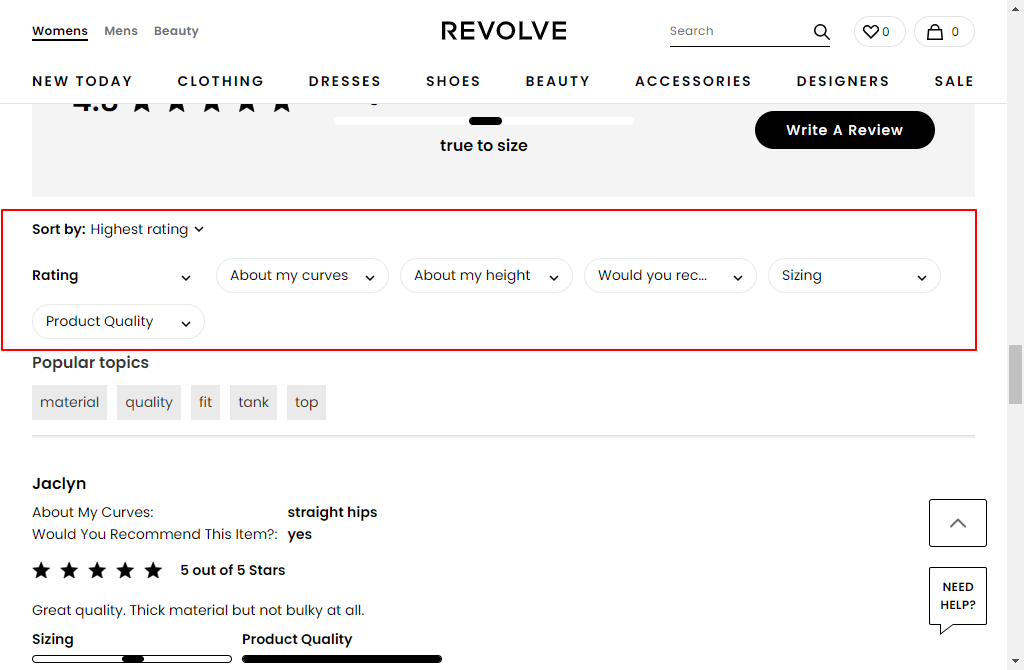 Womens Mens Beauty
REVOLVE
Search
0
0
NEW TODAY CLOTHING DRESSES SHOES BEAUTY ACCESSORIES DESIGNERS SALE
true to size
Write A Review
Sort by: Highest rating
Rating About my curves About my height Would you rec... Sizing
Product Quality
Popular topics
material quality fit tank top
Jaclyn
About My Curves: straight hips
Would You Recommend This Item?: yes
5 out of 5 Stars
Great quality. Thick material but not bulky at all.
Sizing Product Quality
NEED
HELP?